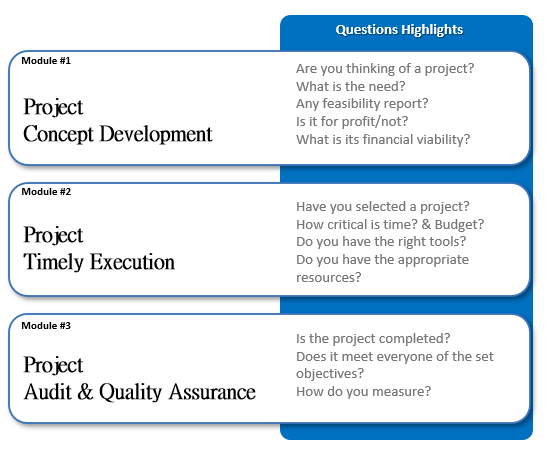 Questions Highlights
Module #1
Project
Concept Development
Are you thinking of a project?
What is the need?
Any feasibility report?
Is it for profit/not?
What is its financial viability?
Module #2
Project
Timely Execution
Have you selected a project?
How critical is time? & Budget?
Do you have the right tools?
Do you have the appropriate
resources?
Module #3
Project
Audit & Quality Assurance
Is the project completed?
Does it meet everyone of the set
objectives?
How do you measure?